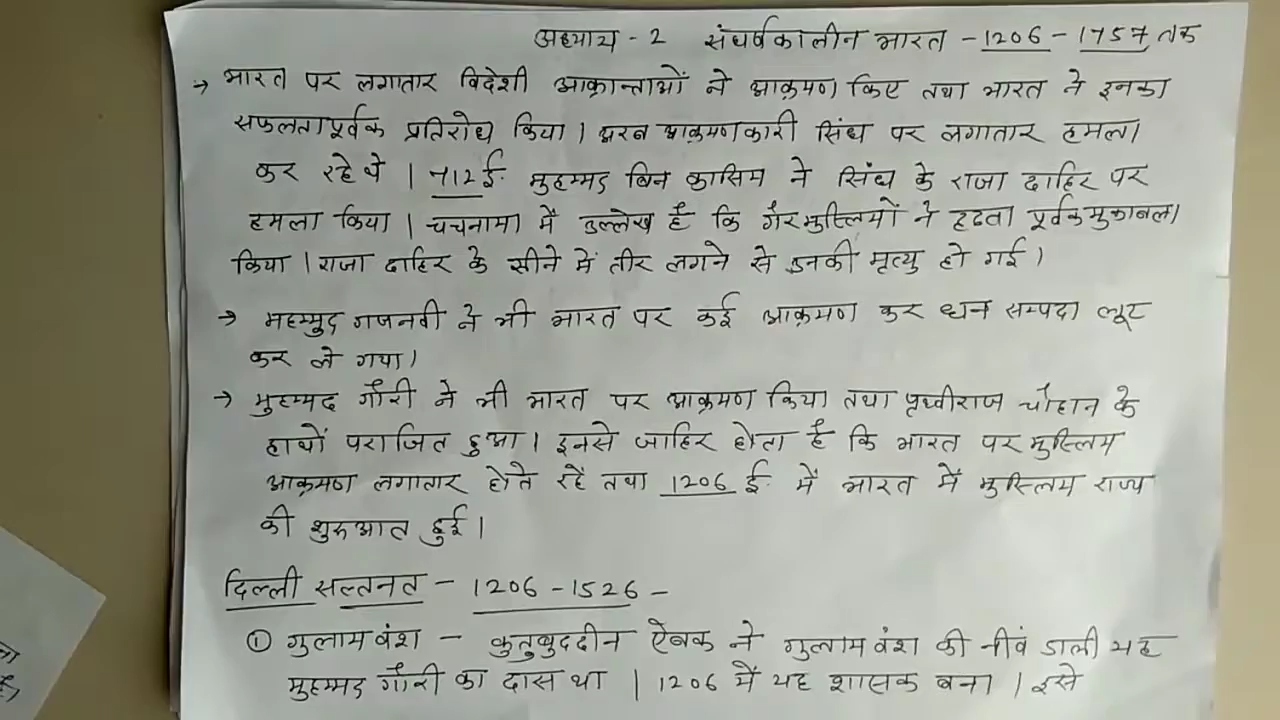 अध्याय - 2 संघर्षकालीन भारत - 1206 - 1757 तक
→ भारत पर लगातार विदेशी आक्रान्ताओं ने आक्रमण किए तथा भारत ने इनका
सफलतापूर्वक प्रतिरोध किया। अरब आक्रमणकारी सिंध पर लगातार हमला
कर रहे थे। 712 ई. मुहम्मद बिन कासिम ने सिंध के राजा दाहिर पर
हमला किया। चचनामा में उल्लेख है कि गैरमुस्लिमों ने दृढता पूर्वक मुकाबला
किया। राजा दाहिर के सीने में तीर लगने से उनकी मृत्यु हो गई।
→ महम्मुद गजनवी ने भी भारत पर कई आक्रमण कर धन सम्पदा लूट
कर ले गया।
→ मुहम्मद गौरी ने भी भारत पर आक्रमण किया तथा पृथ्वीराज चौहान के
हाथों पराजित हुआ। इनसे जाहिर होता है कि भारत पर मुस्लिम
आक्रमण लगातार होते रहें तथा 1206 ई. में भारत में मुस्लिम राज्य
की शुरुआत हुई।
दिल्ली सल्तनत - 1206 - 1526 -
① गुलाम वंश - कुतुबुददीन ऐबक ने गुलाम वंश की नीवं डाली यह
मुहम्मद गौरी का दास था। 1206 में यह शासक बना। इसे